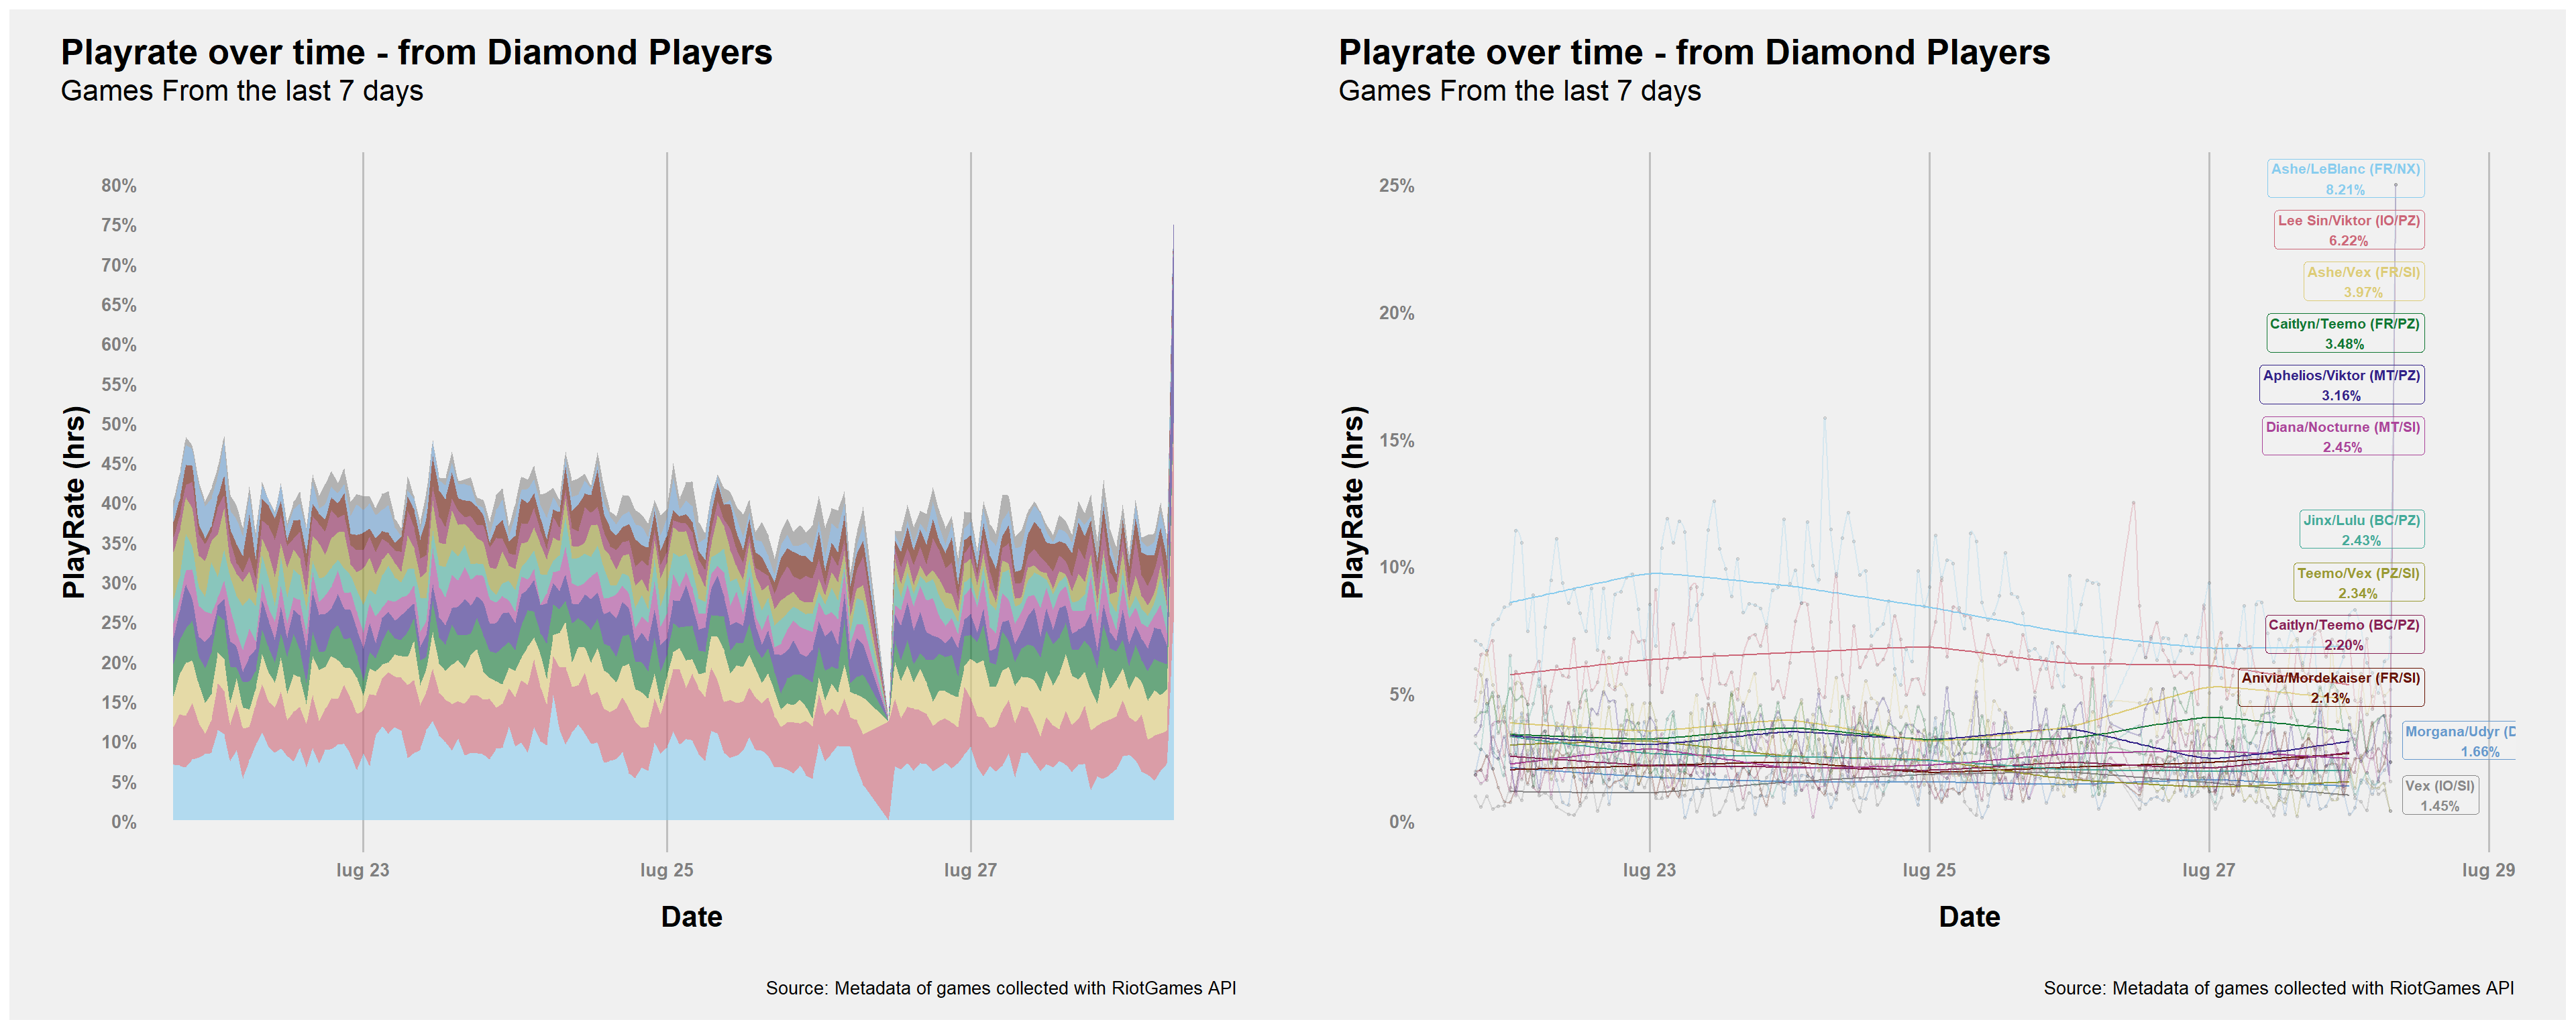 Playrate over time - from Diamond Players
Games From the last 7 days
80%
75%
70%
65%
60%
55%
50%
45%
40%
35%
30%
25%
20%
15%
10%
5%
0%
PlayRate (hrs)
lug 23
lug 25
lug 27
Date
Source: Metadata of games collected with RiotGames API
Playrate over time - from Diamond Players
Games From the last 7 days
25%
20%
15%
10%
5%
0%
PlayRate (hrs)
Ashe/LeBlanc (FR/NX)
8.21%
Lee Sin/Viktor (IO/PZ)
6.22%
Ashe/Vex (FR/SI)
3.97%
Caitlyn/Teemo (FR/PZ)
3.48%
Aphelios/Viktor (MT/PZ)
3.16%
Diana/Nocturne (MT/SI)
2.45%
Jinx/Lulu (BC/PZ)
2.43%
Teemo/Vex (PZ/SI)
2.34%
Caitlyn/Teemo (BC/PZ)
2.20%
Anivia/Mordekaiser (FR/SI)
2.13%
Morgana/Udyr (D
1.66%
Vex (IO/SI)
1.45%
lug 23
lug 25
lug 27
lug 29
Date
Source: Metadata of games collected with RiotGames API